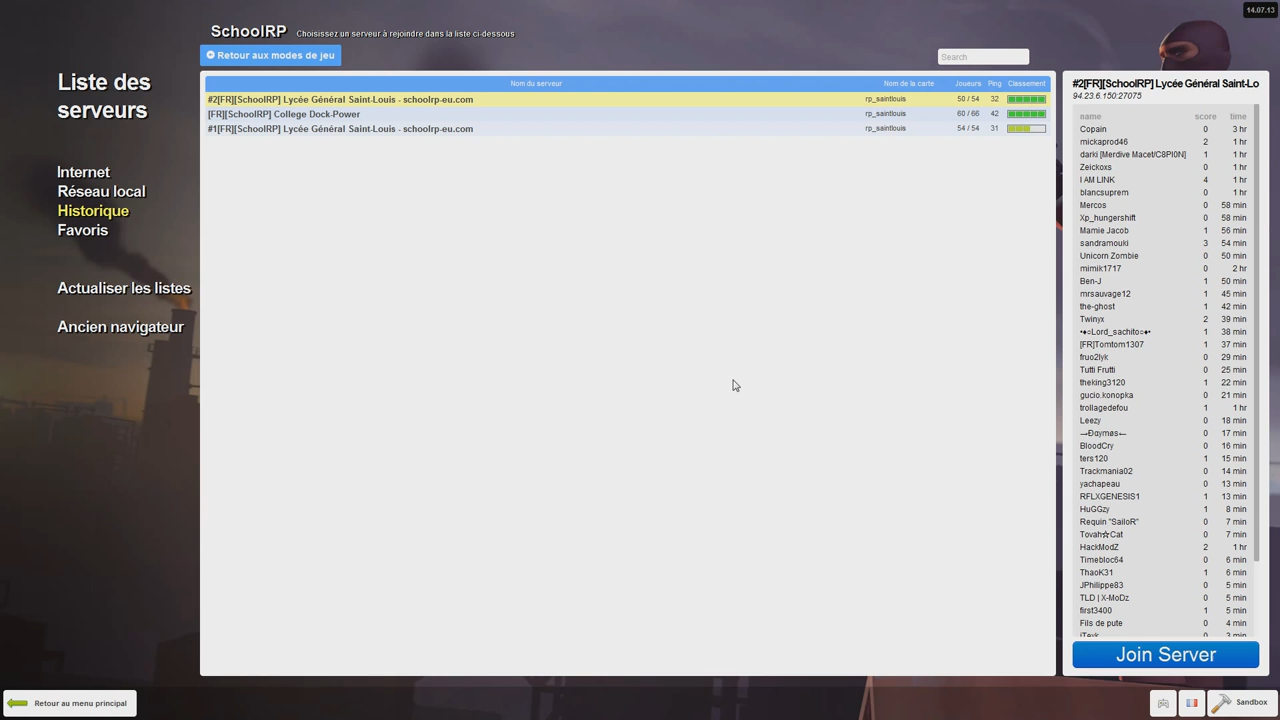 14.07.13
SchoolRP Choisissez un serveur à rejoindre dans la liste ci-dessous
Retour aux modes de jeu
Search
Liste des
serveurs
Internet
Réseau local
Historique
Favoris
Actualiser les listes
Ancien navigateur
Nom du serveur Nom de la carte Joueurs Ping Classement
#2[FR][SchoolRP] Lycée Général Saint-Louis - schoolrp-eu.com rp_saintlouis 50 / 54 32
[FR][SchoolRP] College Dock-Power rp_saintlouis 60 / 66 42
#1[FR][SchoolRP] Lycée Général Saint-Louis - schoolrp-eu.com rp_saintlouis 54 / 54 31
#2[FR][SchoolRP] Lycée Général Saint-Lo
94.23.6.150:27075
name score time
Copain 0 3 hr
mickaprod46 2 1 hr
darki [Merdive Macet/C8PI0N] 1 1 hr
Zeickoxs 0 1 hr
I AM LINK 4 1 hr
blancsuprem 0 1 hr
Mercos 0 58 min
Xp_hungershift 0 58 min
Mamie Jacob 1 56 min
sandramouki 3 54 min
Unicorn Zombie 0 50 min
mimik1717 0 2 hr
Ben-J 1 50 min
mrsauvage12 1 45 min
the-ghost 1 42 min
Twinyx 2 39 min
•♦○Lord_sachito○♦• 1 38 min
[FR]Tomtom1307 1 37 min
fruo2lyk 0 29 min
Tutti Frutti 0 25 min
theking3120 1 22 min
gucio.konopka 0 21 min
trollagedefou 1 1 hr
Leezy 0 18 min
→Đαymøs← 0 17 min
BloodCry 0 16 min
ters120 1 15 min
Trackmania02 0 14 min
yachapeau 0 13 min
RFLXGENESIS1 1 13 min
HuGGzy 1 8 min
Requin "SailoR" 0 7 min
Tovah☆Cat 0 7 min
HackModZ 2 1 hr
Timebloc64 0 6 min
ThaoK31 1 6 min
JPhilippe83 0 5 min
TLD | X-MoDz 0 5 min
first3400 1 5 min
Fils de pute 0 4 min
0 3 min
Join Server
Retour au menu principal
Sandbox